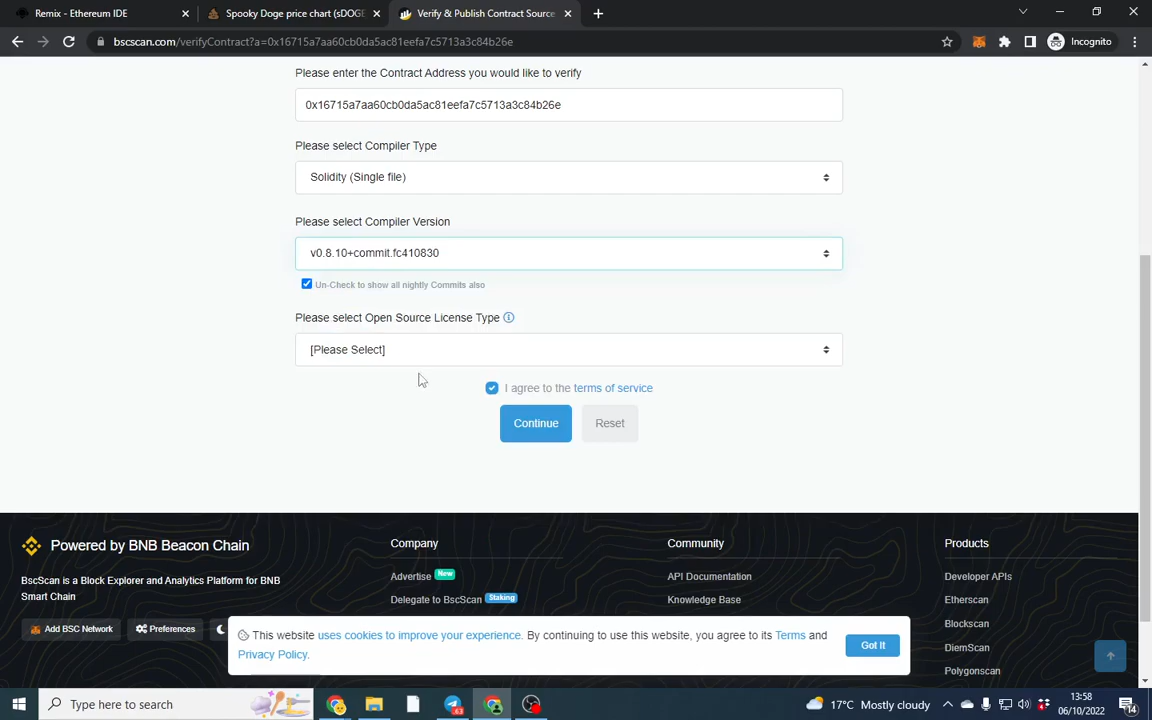 Remix - Ethereum IDE
Spooky Doge price chart (sDOGE
Verify & Publish Contract Source
bscscan.com/verifyContract?a=0x16715a7aa60cb0da5ac81eefa7c5713a3c84b26e
Incognito
Please enter the Contract Address you would like to verify
0x16715a7aa60cb0da5ac81eefa7c5713a3c84b26e
Please select Compiler Type
Solidity (Single file)
Please select Compiler Version
v0.8.10+commit.fc410830
Un-Check to show all nightly Commits also
Please select Open Source License Type
[Please Select]
I agree to the terms of service
Continue
Reset
Powered by BNB Beacon Chain
BscScan is a Block Explorer and Analytics Platform for BNB
Smart Chain
Add BSC Network
Preferences
Company
Advertise New
Delegate to BscScan Staking
Community
API Documentation
Knowledge Base
Products
Developer APIs
Etherscan
Blockscan
DiemScan
Polygonscan
This website uses cookies to improve your experience. By continuing to use this website, you agree to its Terms and
Privacy Policy.
Got It
Type here to search
63
17°C Mostly cloudy
13:58
06/10/2022
14